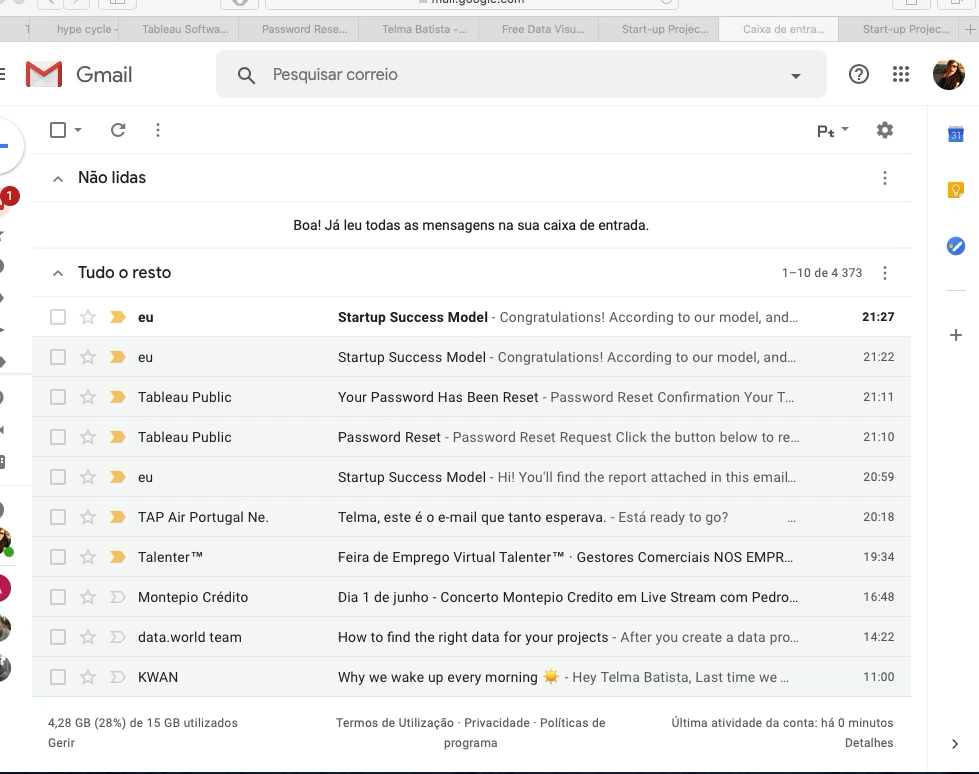 mail.google.com
hype cycle -
Tableau Softwa...
Password Rese...
Telma Batista -...
Free Data Visu...
Start-up Projec...
Caixa de entra...
Start-up Projec...
Gmail
Pesquisar correio
Pt
31
1
Não lidas
Boa! Já leu todas as mensagens na sua caixa de entrada.
Tudo o resto
1–10 de 4 373
eu Startup Success Model - Congratulations! According to our model, and... 21:27
eu Startup Success Model - Congratulations! According to our model, and... 21:22
Tableau Public Your Password Has Been Reset - Password Reset Confirmation Your T... 21:11
Tableau Public Password Reset - Password Reset Request Click the button below to re... 21:10
eu Startup Success Model - Hi! You'll find the report attached in this email... 20:59
TAP Air Portugal Ne. Telma, este é o e-mail que tanto esperava. - Está ready to go? ... 20:18
Talenter™ Feira de Emprego Virtual Talenter™ · Gestores Comerciais NOS EMPR... 19:34
Montepio Crédito Dia 1 de junho - Concerto Montepio Credito em Live Stream com Pedro... 16:48
data.world team How to find the right data for your projects - After you create a data pro... 14:22
KWAN Why we wake up every morning ☀️ - Hey Telma Batista, Last time we ... 11:00
4,28 GB (28%) de 15 GB utilizados
Gerir
Termos de Utilização · Privacidade · Políticas de
programa
Última atividade da conta: há 0 minutos
Detalhes